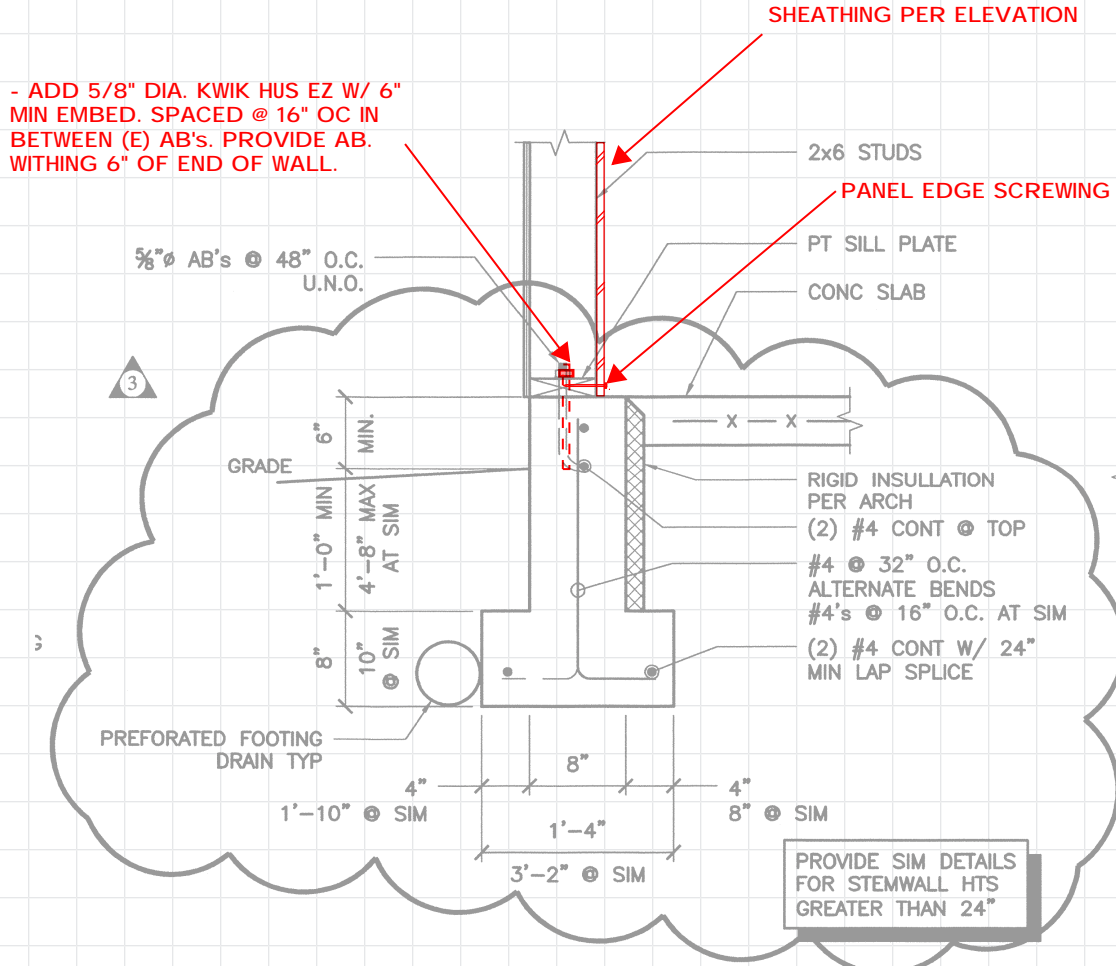 SHEATHING PER ELEVATION
- ADD 5/8" DIA. KWIK HUS EZ W/ 6"
MIN EMBED. SPACED @ 16" OC IN
BETWEEN (E) AB's. PROVIDE AB.
WITHING 6" OF END OF WALL.
2x6 STUDS
PANEL EDGE SCREWING
PT SILL PLATE
⅝"ø AB's @ 48" O.C.
U.N.O.
CONC SLAB
3
6"
MIN.
X X
GRADE
1'-0" MIN
4'-8" MAX
AT SIM
RIGID INSULLATION
PER ARCH
(2) #4 CONT @ TOP
#4 @ 32" O.C.
ALTERNATE BENDS
#4's @ 16" O.C. AT SIM
8"
10"
@ SIM
(2) #4 CONT W/ 24"
MIN LAP SPLICE
PREFORATED FOOTING
DRAIN TYP
4"
1'-10" @ SIM
8"
4"
8" @ SIM
1'-4"
3'-2" @ SIM
PROVIDE SIM DETAILS
FOR STEMWALL HTS
GREATER THAN 24"